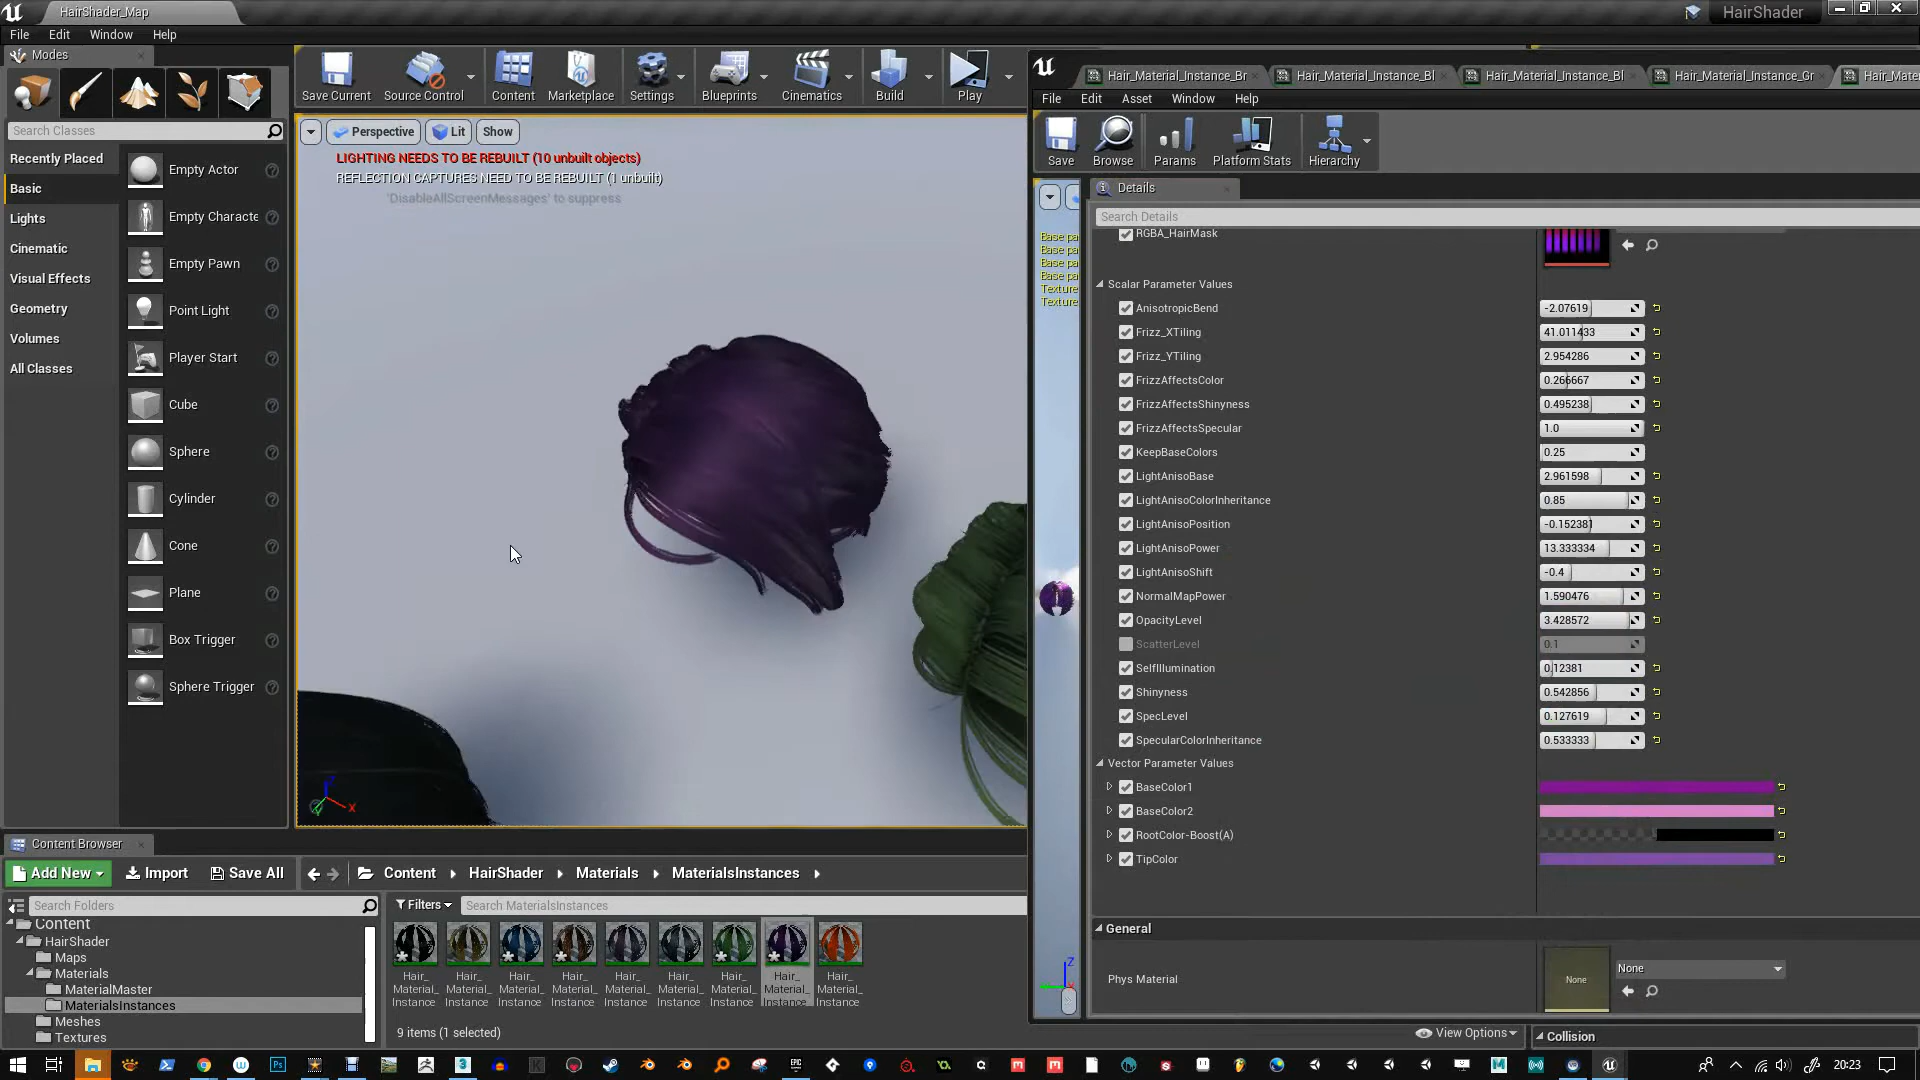 HairShader_Map
HairShader
File Edit Window Help
Modes
Search Classes
Recently Placed
Basic
Lights
Cinematic
Visual Effects
Geometry
Volumes
All Classes
Empty Actor
Empty Characte
Empty Pawn
Point Light
Player Start
Cube
Sphere
Cylinder
Cone
Plane
Box Trigger
Sphere Trigger
Save Current
Source Control
Content
Marketplace
Settings
Blueprints
Cinematics
Build
Play
Perspective
Lit
Show
LIGHTING NEEDS TO BE REBUILT (10 unbuilt objects)
REFLECTION CAPTURES NEED TO BE REBUILT (1 unbuilt)
'DisableAllScreenMessages' to suppress
Z
X
Hair_Material_Instance_Br
Hair_Material_Instance_Bl
Hair_Material_Instance_Bl
Hair_Material_Instance_Gr
Hair_Mate
File Edit Asset Window Help
Save
Browse
Params
Platform Stats
Hierarchy
Base pa
Base pa
Base pa
Base pa
Texture
Texture
Z
Details
Search Details
RGBA_HairMask
Scalar Parameter Values
AnisotropicBend -2.07619
Frizz_XTiling 41.011433
Frizz_YTiling 2.954286
FrizzAffectsColor 0.266667
FrizzAffectsShinyness 0.495238
FrizzAffectsSpecular 1.0
KeepBaseColors 0.25
LightAnisoBase 2.961598
LightAnisoColorInheritance 0.85
LightAnisoPosition -0.152381
LightAnisoPower 13.333334
LightAnisoShift -0.4
NormalMapPower 1.590476
OpacityLevel 3.428572
ScatterLevel 0.1
SelfIllumination 0.12381
Shinyness 0.542856
SpecLevel 0.127619
SpecularColorInheritance 0.533333
Vector Parameter Values
BaseColor1
BaseColor2
RootColor-Boost(A)
TipColor
General
Phys Material
None
None
Collision
Content Browser
Add New
Import
Save All
Content
HairShader
Materials
MaterialsInstances
Search Folders
Content
HairShader
Maps
Materials
MaterialMaster
MaterialsInstances
Meshes
Textures
Filters
Search MaterialsInstances
Hair_ Hair_ Hair_ Hair_ Hair_ Hair_ Hair_ Hair_ Hair_
Material_ Material_ Material_ Material_ Material_ Material_ Material_ Material_ Material_
Instance Instance Instance Instance Instance Instance Instance Instance Instance
9 items (1 selected)
View Options
20:23